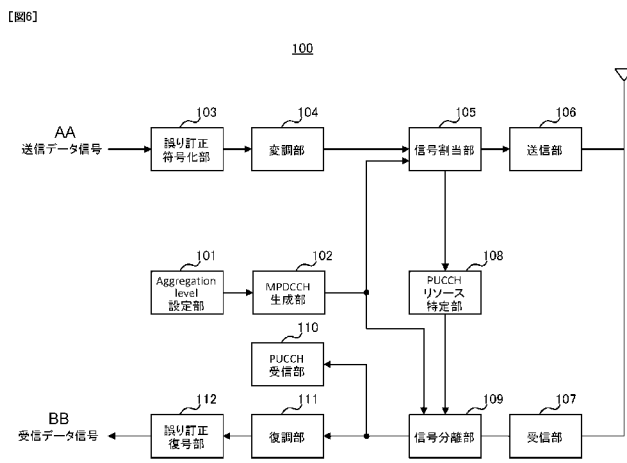 [図6]
100
AA
送信データ信号
103
誤り訂正
符号化部
104
変調部
105
信号割当部
106
送信部
101
Aggregation
level
設定部
102
MPDCCH
生成部
108
PUCCH
リソース
特定部
110
PUCCH
受信部
BB
受信データ信号
112
誤り訂正
復号部
111
復調部
109
信号分離部
107
受信部